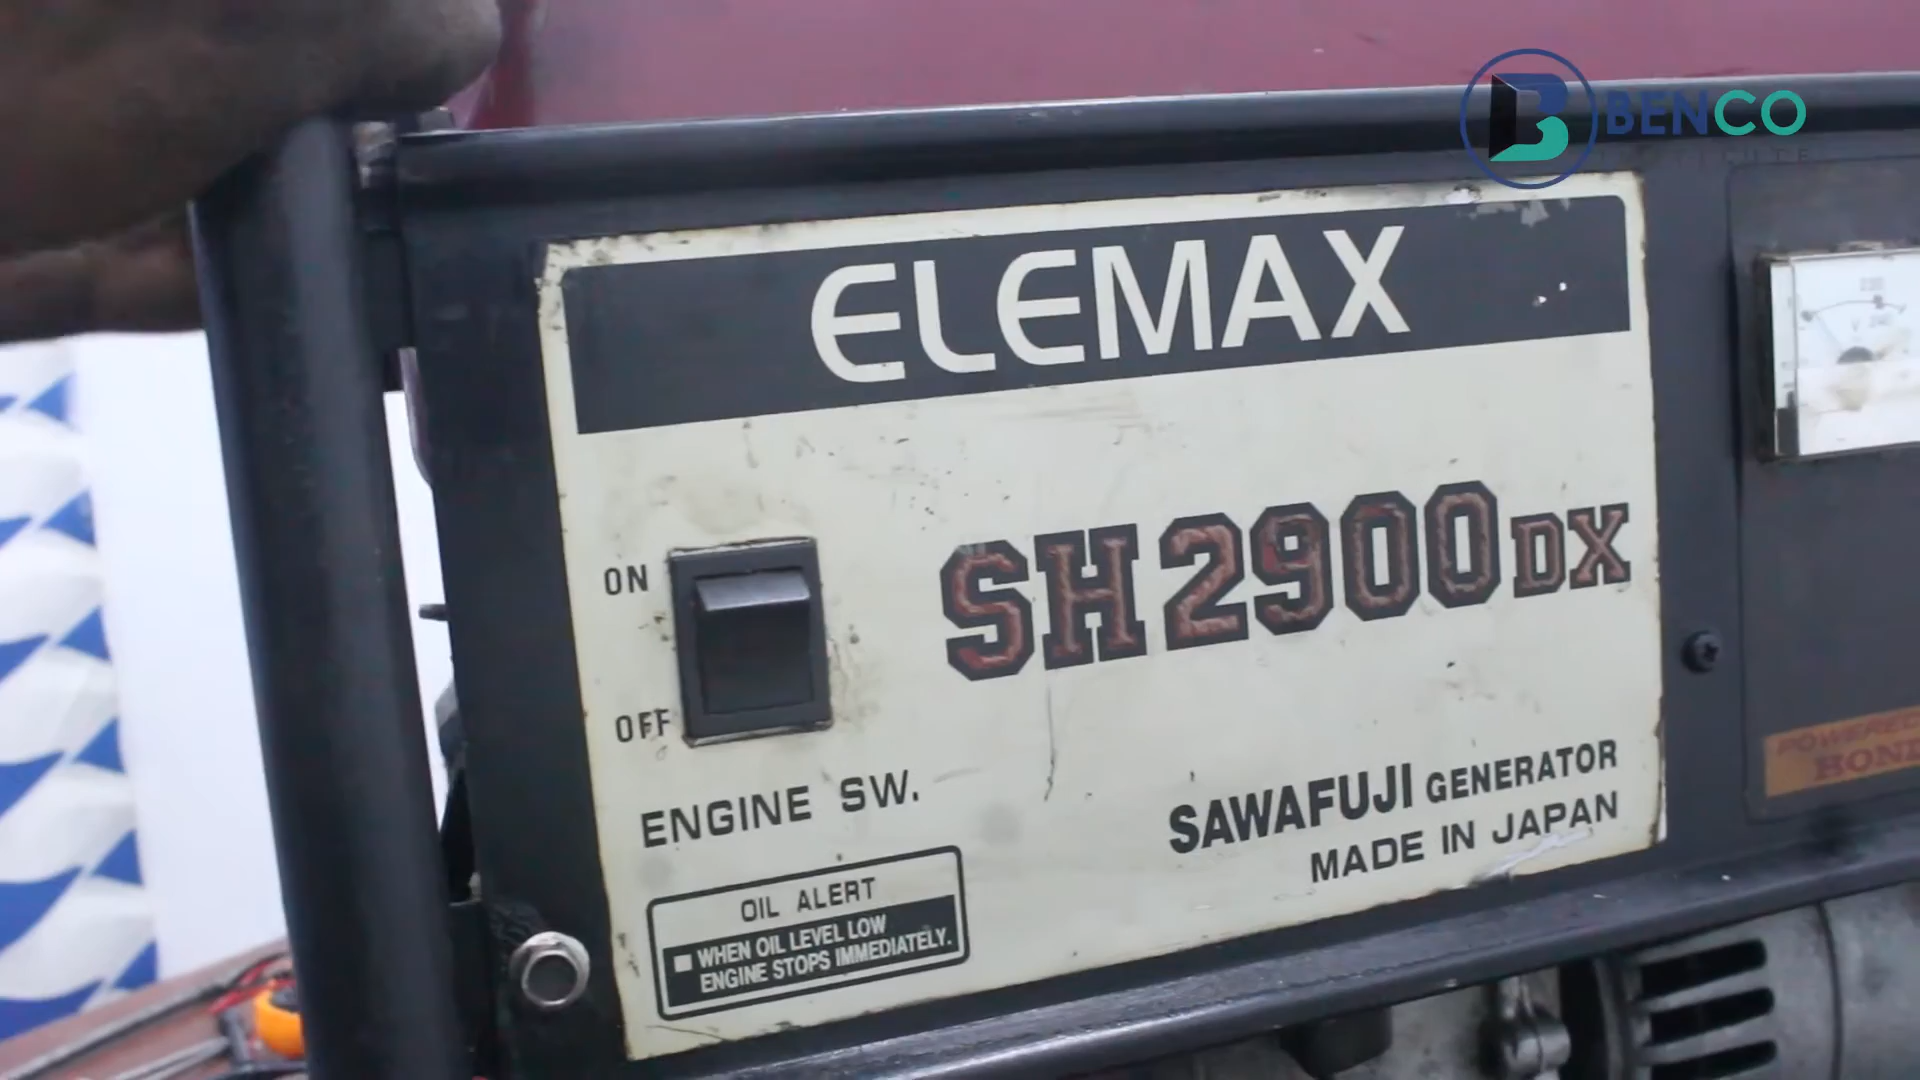 BENCO
ELEMAX
SH2900DX
ON
OFF
ENGINE SW.
SAWAFUJI GENERATOR
MADE IN JAPAN
OIL ALERT
WHEN OIL LEVEL LOW
ENGINE STOPS IMMEDIATELY.
V
POWERED